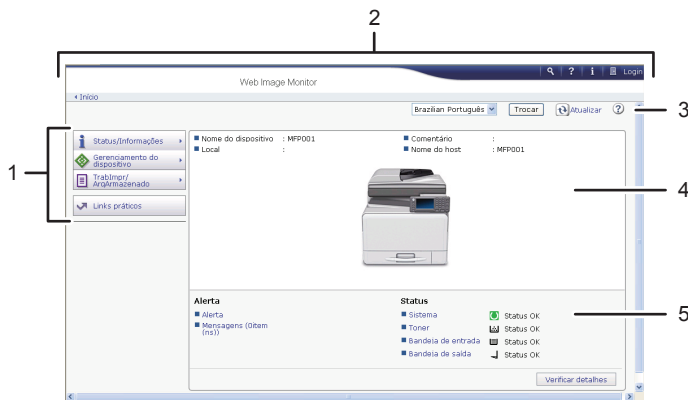 2
Web Image Monitor
? i Login
Início
Brazilian Português Trocar Atualizar ?
3
1
i Status/Informações
Gerenciamento do
dispositivo
TrabImpr/
ArqArmazenado
Links práticos
Nome do dispositivo : MFP001
Local :
Comentário :
Nome do host : MFP001
4
Alerta
Alerta
Mensagens (0item
(ns))
Status
Sistema Status OK
Toner Status OK
Bandeja de entrada Status OK
Bandeja de saída Status OK
5
Verificar detalhes